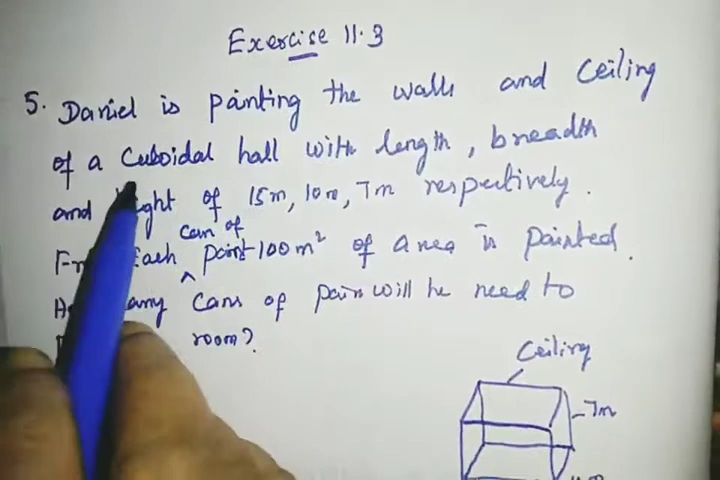 Exercise 11.3
5. Daniel is painting the walls and Ceiling
of a Cuboidal hall with length, breadth
and ght of 15m, 10m, 7m respectively.
can of
Each paint 100m² of area is painted.
any Cans of pain will he need to
room?
Ceiling
7m